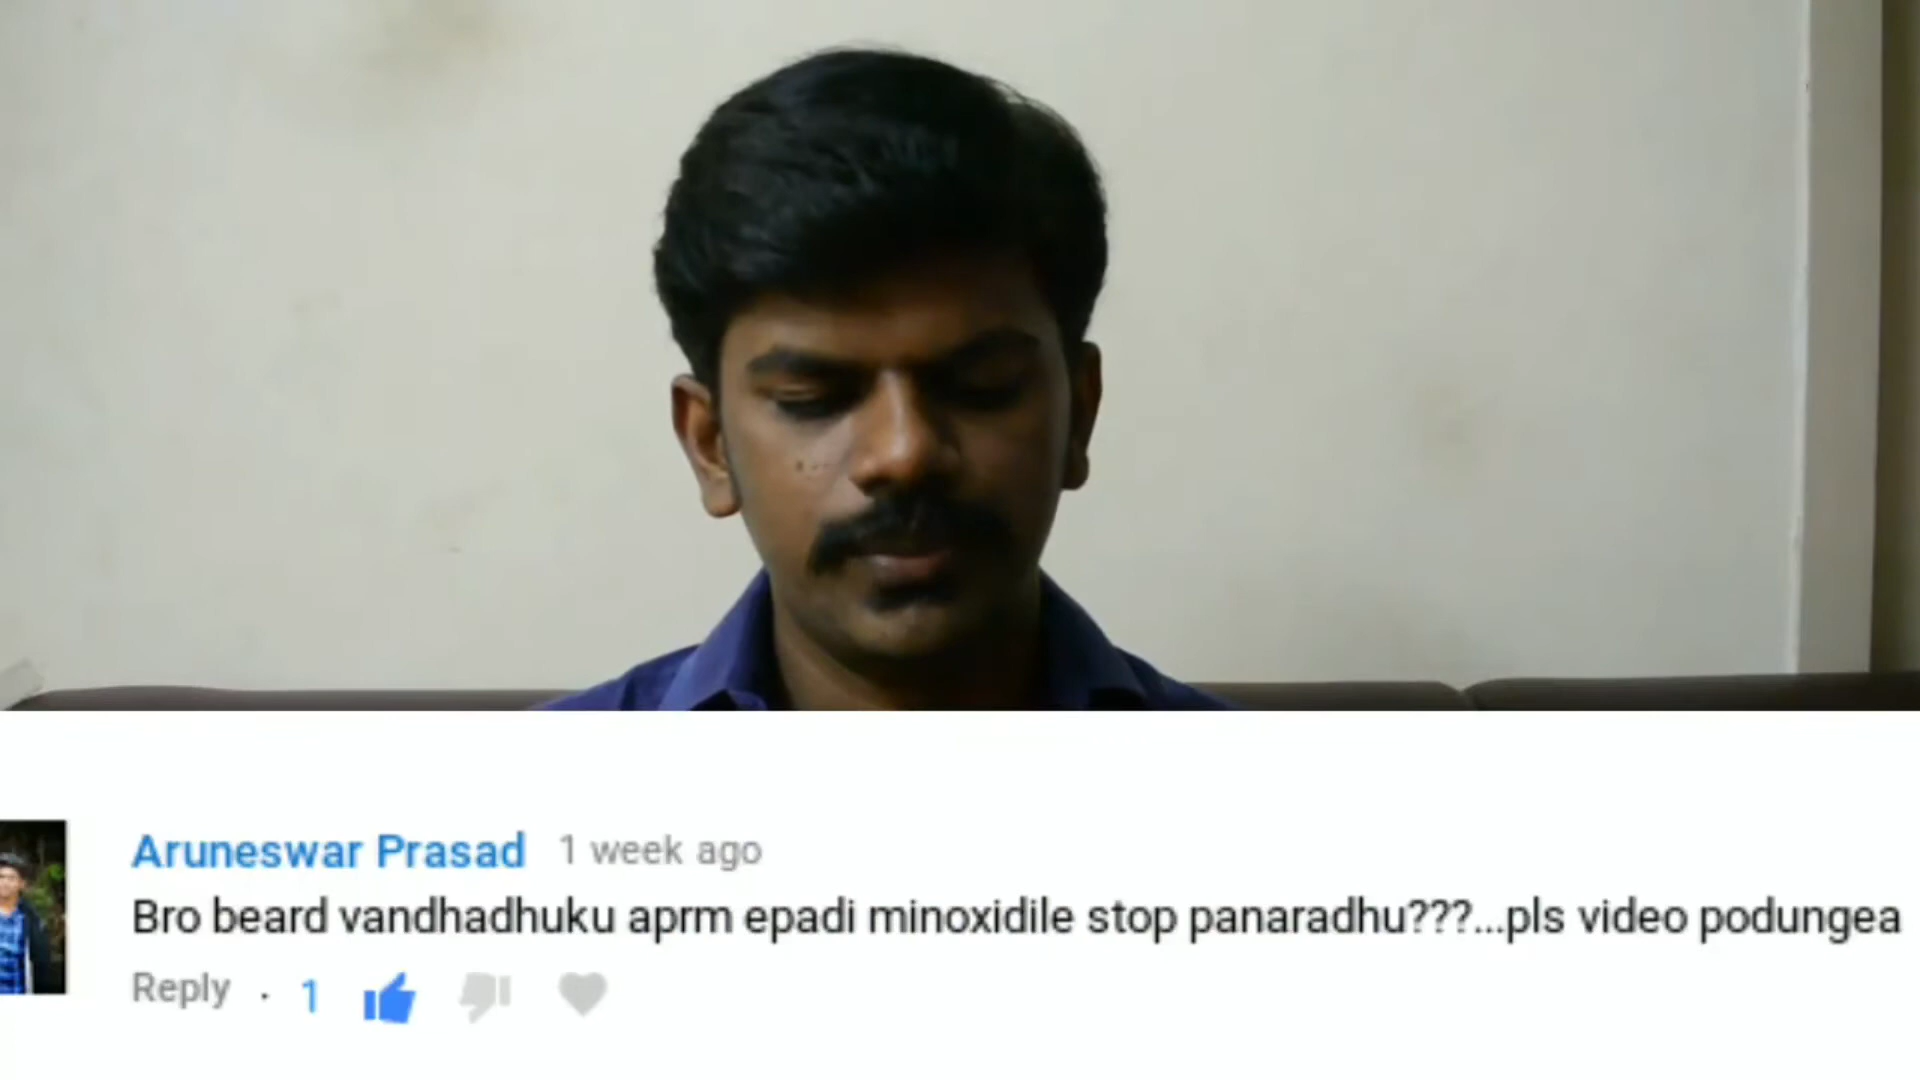 Aruneswar Prasad 1 week ago
Bro beard vandhadhuku aprm epadi minoxidile stop panaradhu???...pls video podungea
Reply · 1